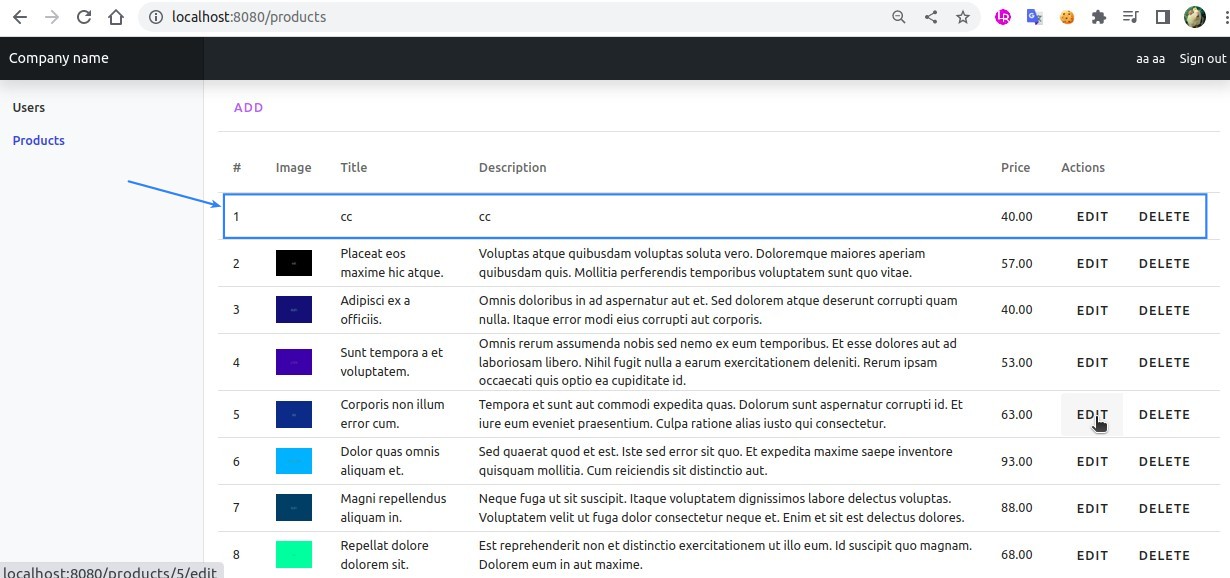 localhost:8080/products
Company name
aa aa Sign out
Users
Products
ADD
# Image Title Description Price Actions
1 cc cc 40.00 EDIT DELETE
2 Placeat eos maxime hic atque. Voluptas atque quibusdam voluptas soluta vero. Doloremque maiores aperiam
quibusdam quis. Mollitia perferendis temporibus voluptatem sunt quo vitae. 57.00 EDIT DELETE
3 Adipisci ex a officiis. Omnis doloribus in ad aspernatur aut et. Sed dolorem atque deserunt corrupti quam
nulla. Itaque error modi eius corrupti aut corporis. 40.00 EDIT DELETE
4 Sunt tempora a et voluptatem. Omnis rerum assumenda nobis sed nemo ex eum temporibus. Et esse dolores aut ad
laboriosam libero. Nihil fugit nulla a earum exercitationem deleniti. Rerum ipsam
occaecati quis optio ea cupiditate id. 53.00 EDIT DELETE
5 Corporis non illum error cum. Tempora et sunt aut commodi expedita quas. Dolorum sunt aspernatur corrupti id. Et
iure eum eveniet praesentium. Culpa ratione alias iusto qui consectetur. 63.00 EDIT DELETE
6 Dolor quas omnis aliquam et. Sed quaerat quod et est. Iste sed error sit quo. Et expedita maxime saepe inventore
quisquam mollitia. Cum reiciendis sit distinctio aut. 93.00 EDIT DELETE
7 Magni repellendus aliquam in. Neque fuga ut sit suscipit. Itaque voluptatem dignissimos labore delectus voluptas.
Voluptatem velit ut fuga dolor consectetur neque et. Enim et sit est delectus dolores. 88.00 EDIT DELETE
8 Repellat dolore dolorem sit. Est reprehenderit non et distinctio exercitationem ut illo eum. Id suscipit quo magnam.
Dolorem eum in aut maxime. 68.00 EDIT DELETE
localhost:8080/products/5/edit